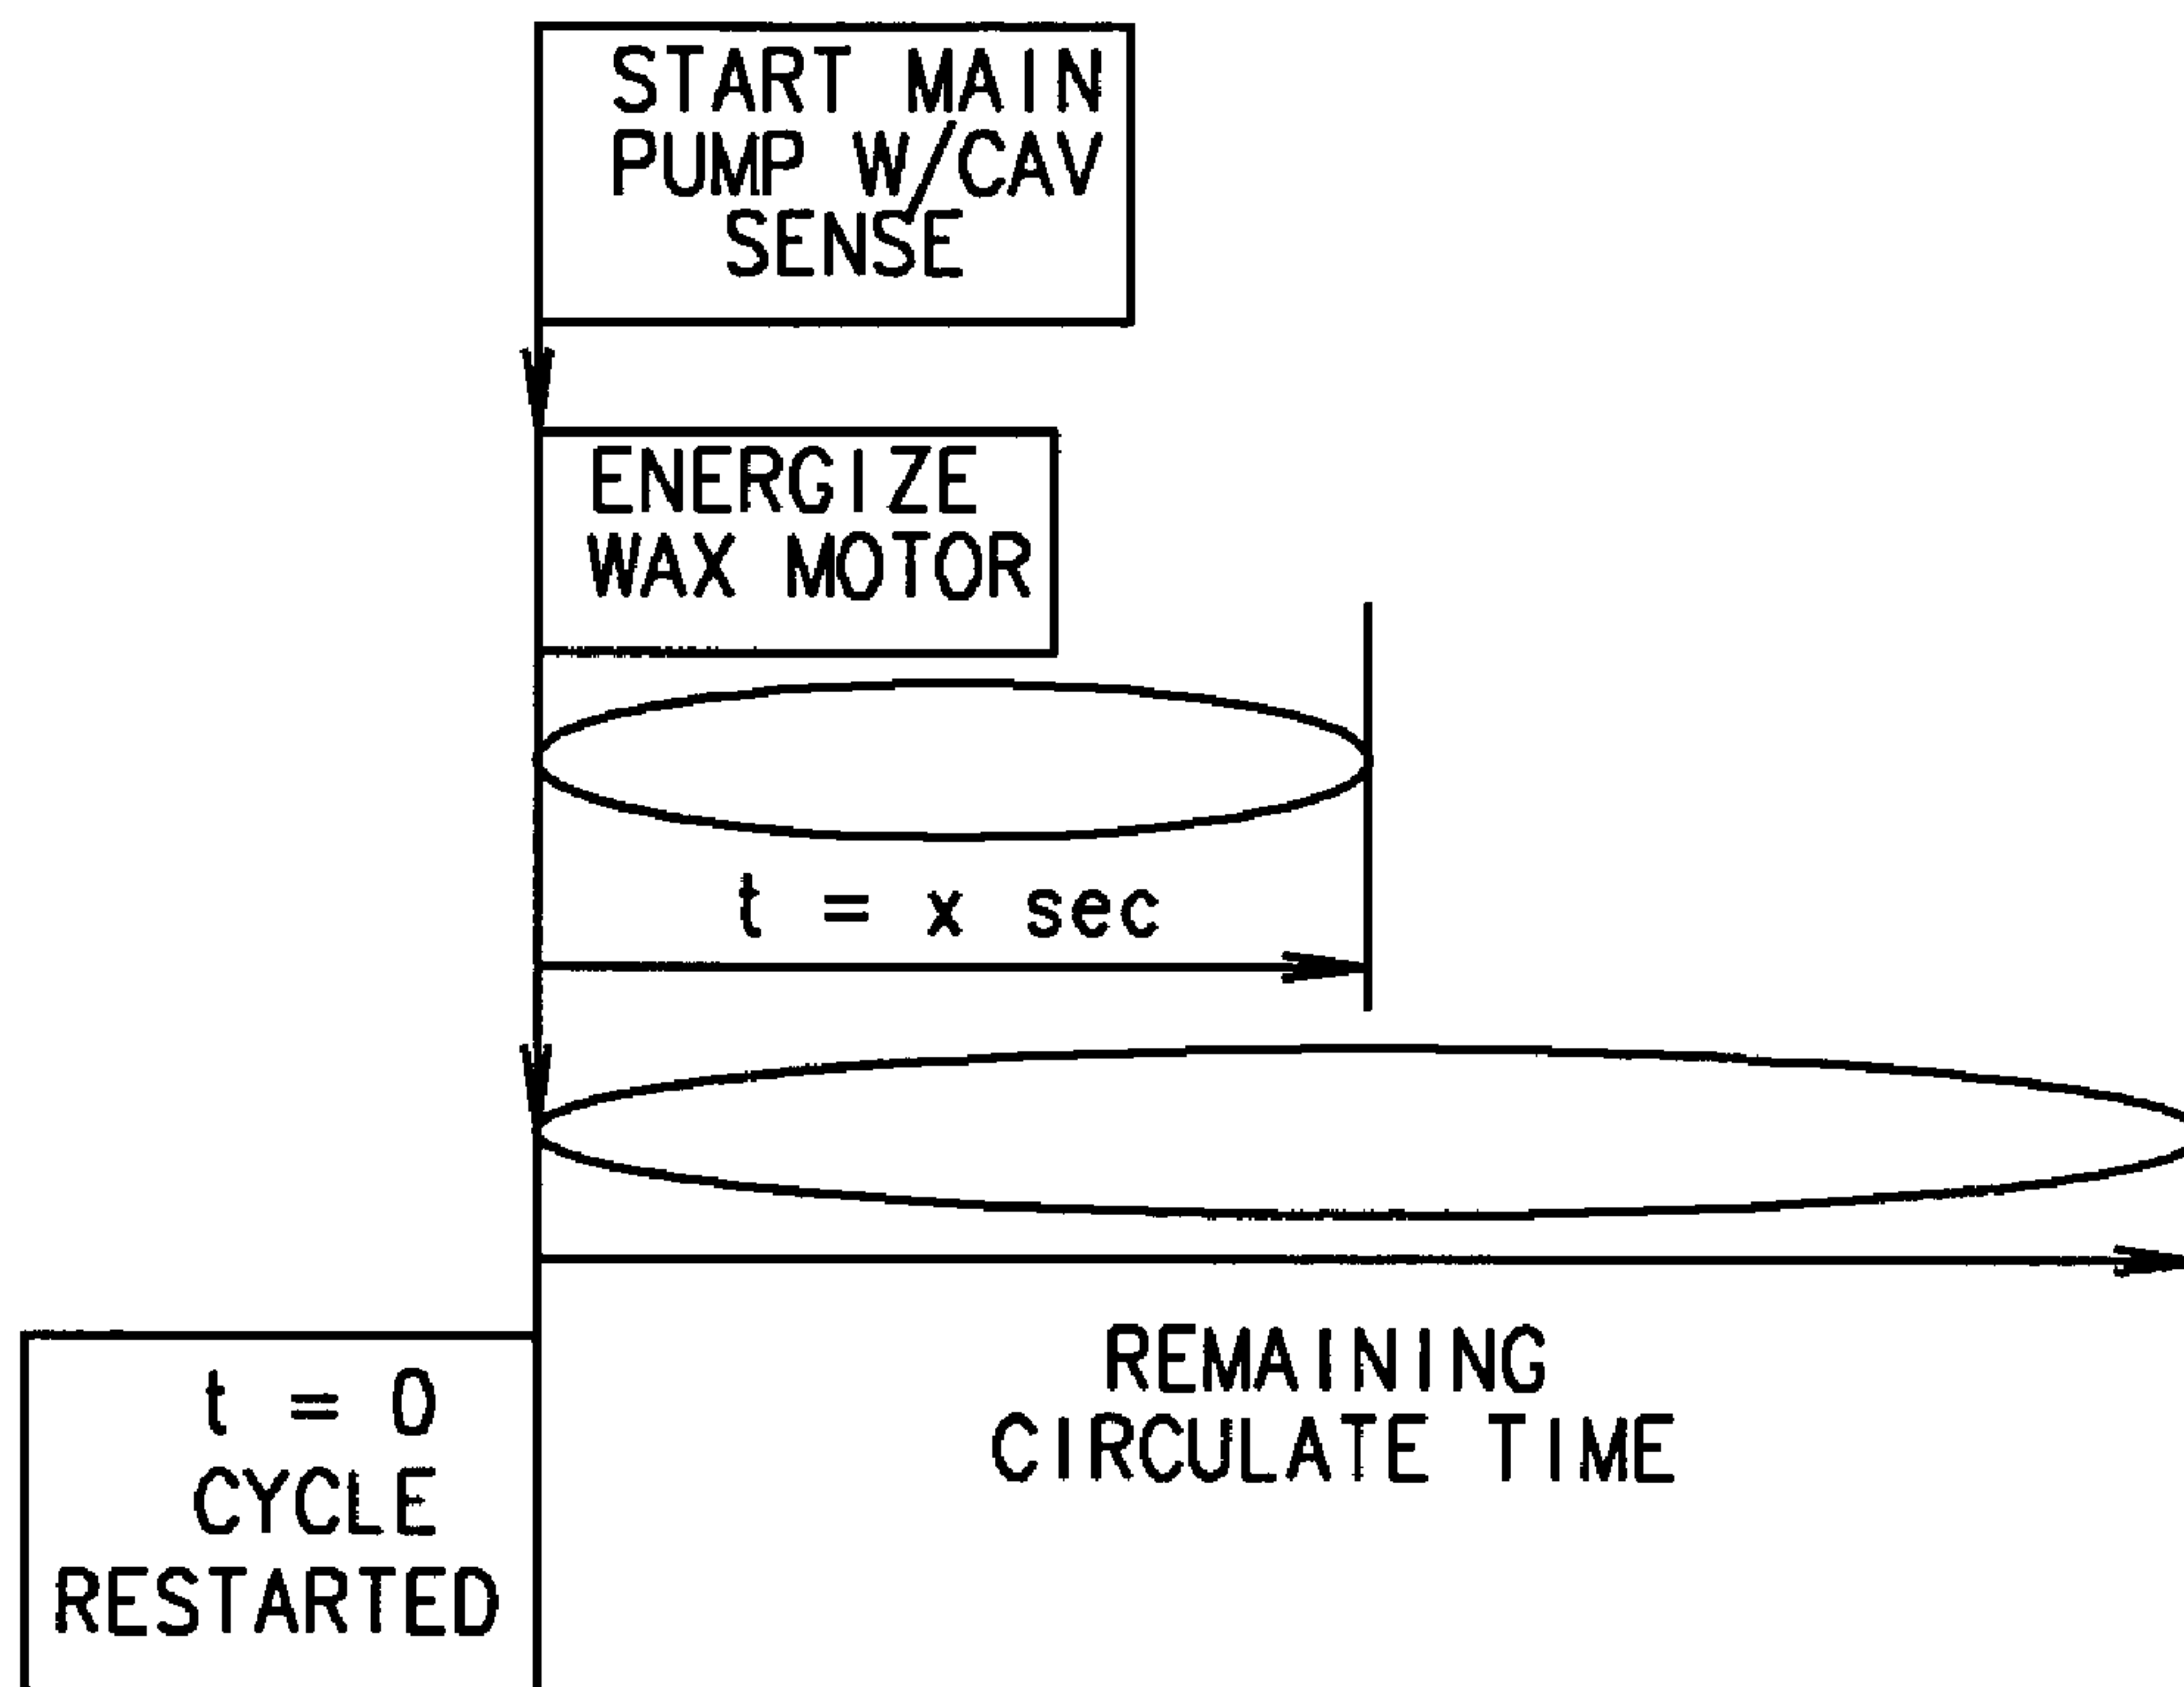 START MAIN
PUMP W/CAV
SENSE
ENERGIZE
WAX MOTOR
t = x sec
REMAINING
CIRCULATE TIME
t = 0
CYCLE
RESTARTED